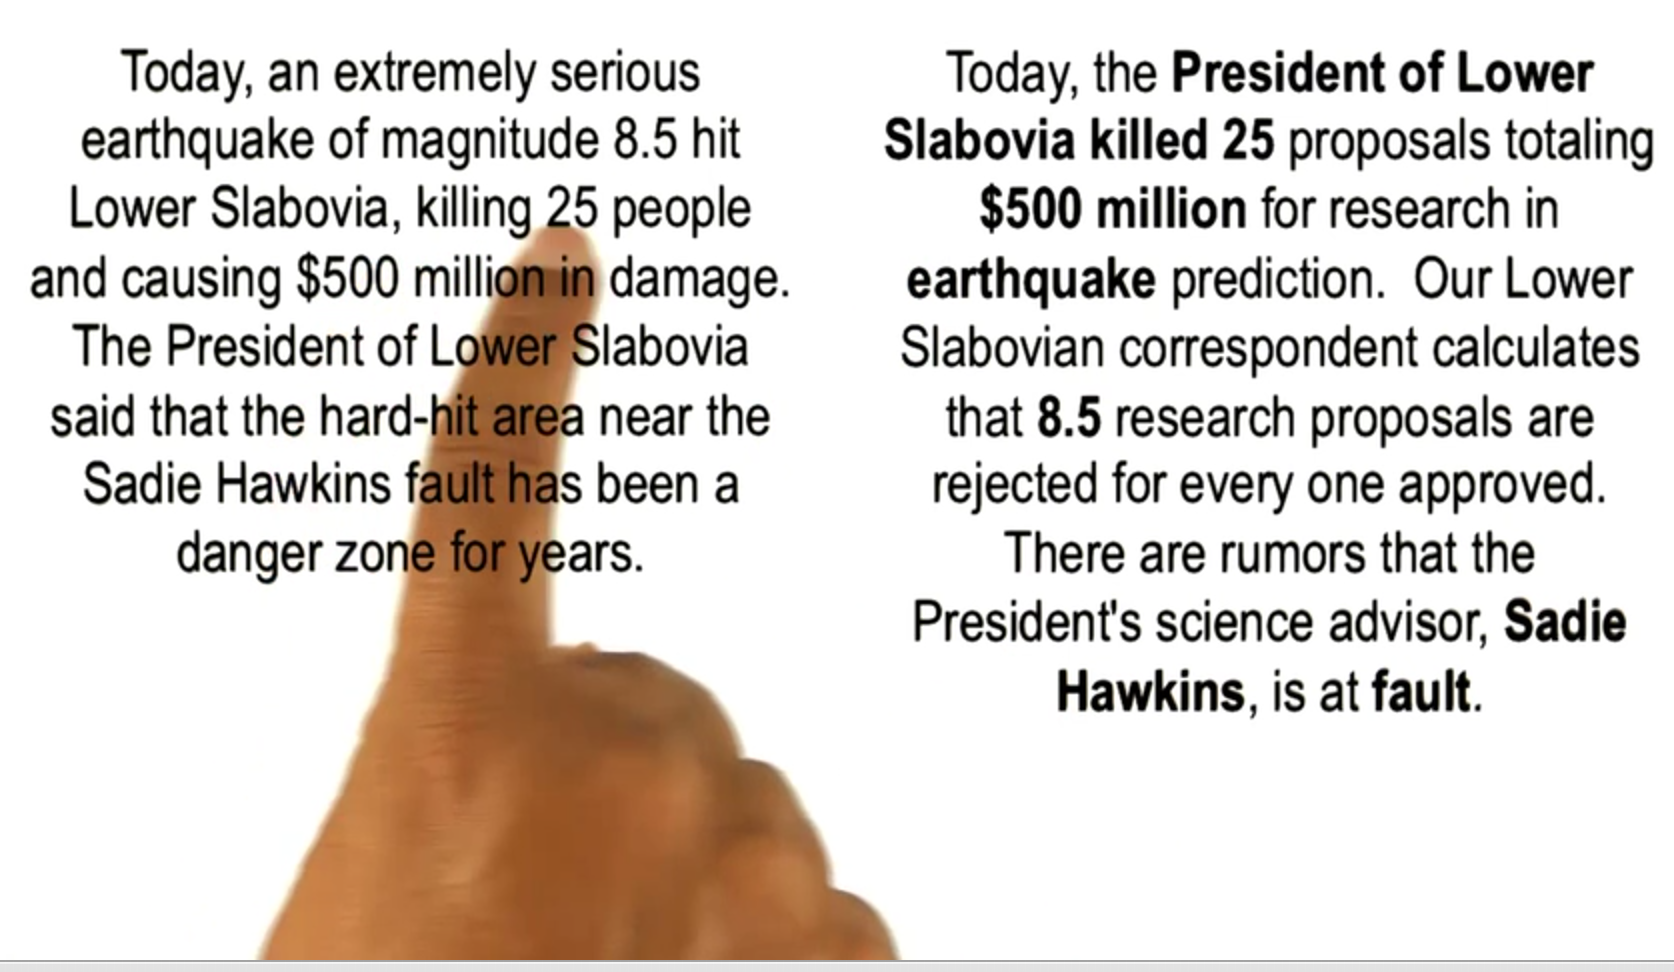 Today, an extremely serious
earthquake of magnitude 8.5 hit
Lower Slabovia, killing 25 people
and causing $500 million in damage.
The President of Lower Slabovia
said that the hard-hit area near the
Sadie Hawkins fault has been a
danger zone for years.
Today, the President of Lower
Slabovia killed 25 proposals totaling
$500 million for research in
earthquake prediction.  Our Lower
Slabovian correspondent calculates
that 8.5 research proposals are
rejected for every one approved.
There are rumors that the
President's science advisor, Sadie
Hawkins, is at fault.